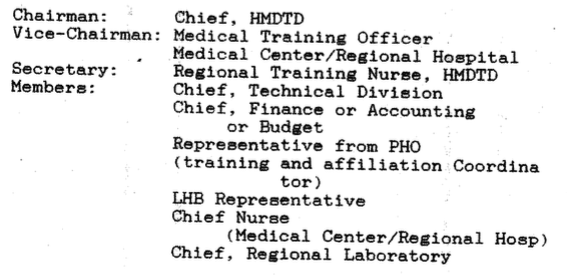 Chairman: Chief, HMDTD
Vice-Chairman: Medical Training Officer
Medical Center/Regional Hospital
Secretary: Regional Training Nurse, HMDTD
Members: Chief, Technical Division
Chief, Finance or Accounting
or Budget
Representative from PHO
(training and affiliation Coordina
tor)
LHB Representative
Chief Nurse
(Medical Center/Regional Hosp)
Chief, Regional Laboratory